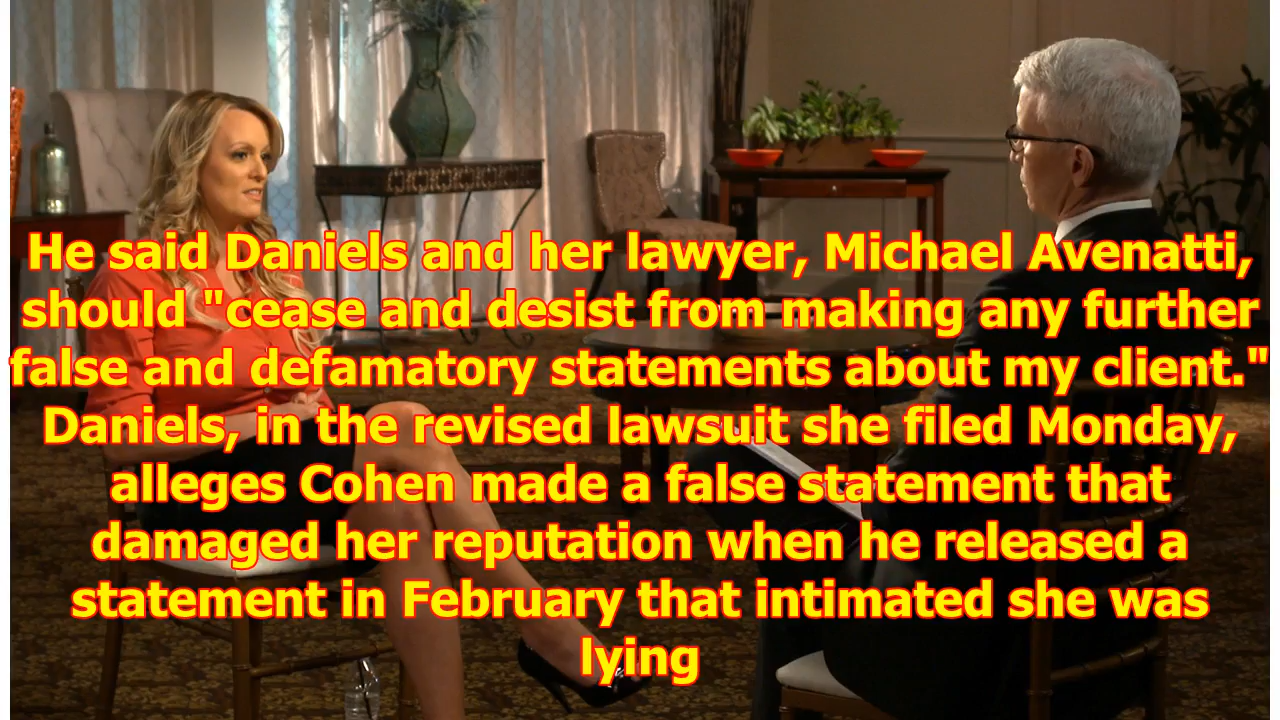 He said Daniels and her lawyer, Michael Avenatti,
should "cease and desist from making any further
false and defamatory statements about my client."
Daniels, in the revised lawsuit she filed Monday,
alleges Cohen made a false statement that
damaged her reputation when he released a
statement in February that intimated she was
lying